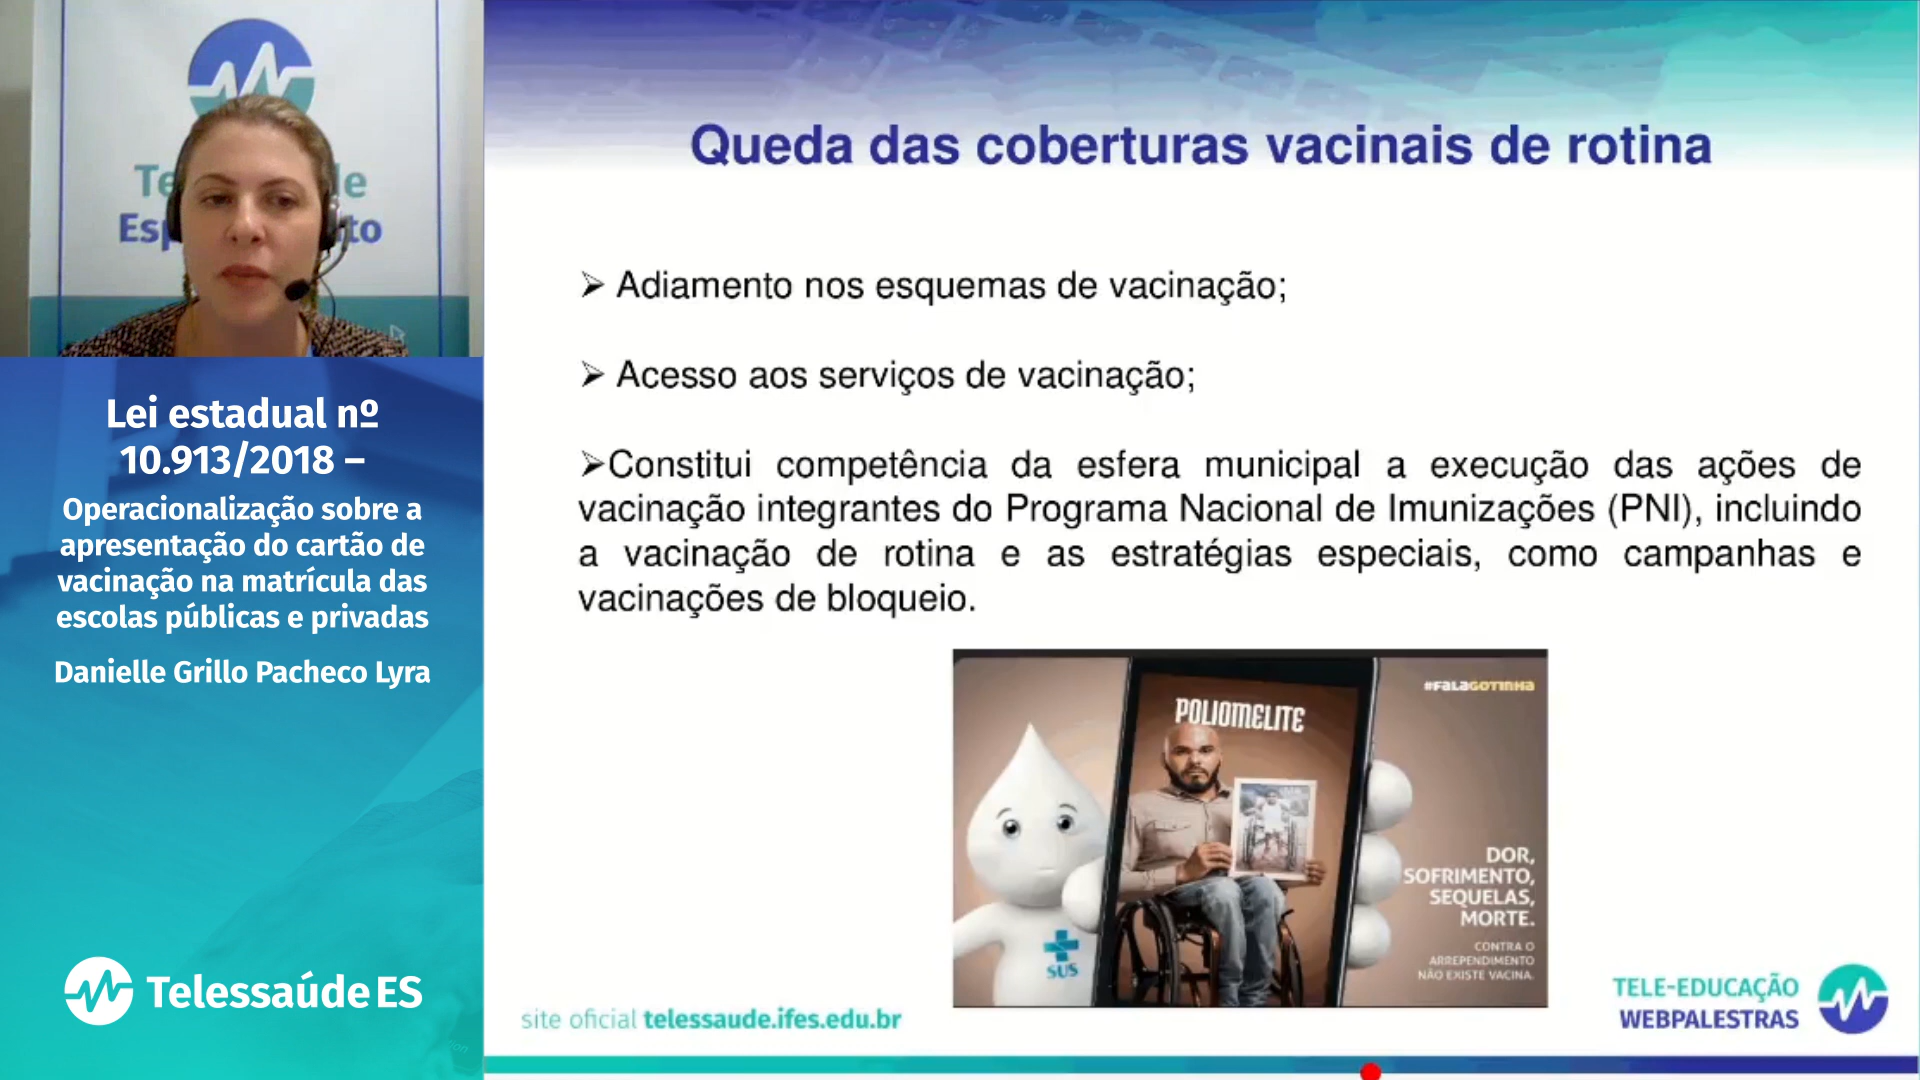 Te de
Esp to
Lei estadual nº
10.913/2018 –
Operacionalização sobre a
apresentação do cartão de
vacinação na matrícula das
escolas públicas e privadas
Danielle Grillo Pacheco Lyra
Telessaúde ES
Queda das coberturas vacinais de rotina
➢ Adiamento nos esquemas de vacinação;
➢ Acesso aos serviços de vacinação;
➢Constitui competência da esfera municipal a execução das ações de
vacinação integrantes do Programa Nacional de Imunizações (PNI), incluindo
a vacinação de rotina e as estratégias especiais, como campanhas e
vacinações de bloqueio.
#FALAGOTINHA
POLIOMELITE
SUS
DOR,
SOFRIMENTO,
SEQUELAS,
MORTE.
CONTRA O
ARREPENDIMENTO
NÃO EXISTE VACINA.
site oficial telessaude.ifes.edu.br
TELE-EDUCAÇÃO
WEBPALESTRAS